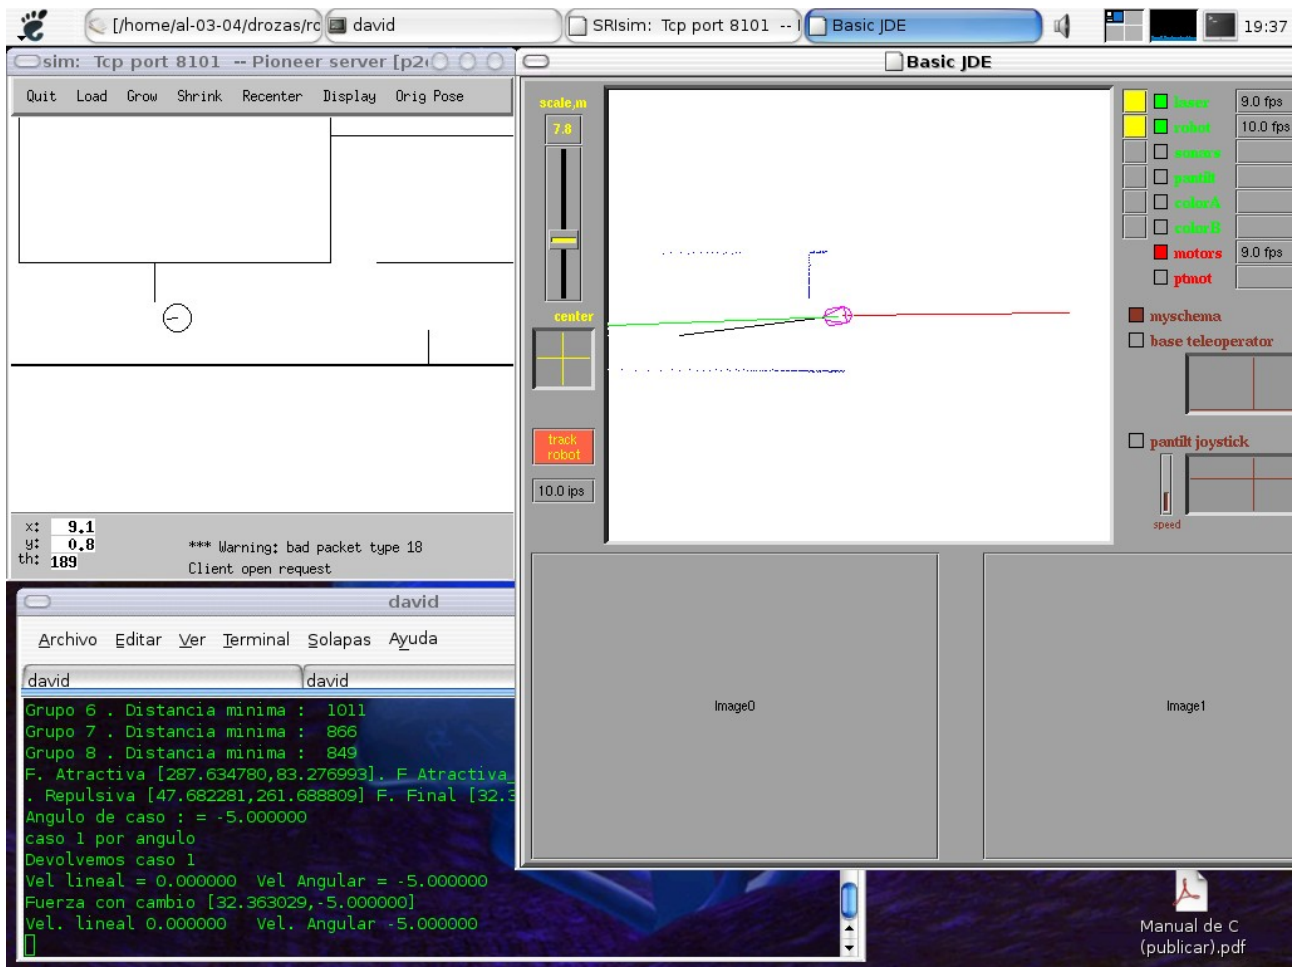 [/home/al-03-04/drozas/ro
david
SRIsim: Tcp port 8101 -- 
Basic JDE
19:37
sim: Tcp port 8101 -- Pioneer server [p2
Quit Load Grow Shrink Recenter Display Orig Pose
x: 9.1
y: 0.8
th: 189
*** Warning: bad packet type 18
Client open request
Basic JDE
scale,m
7.8
center
track
robot
10.0 ips
laser 9.0 fps
robot 10.0 fps
sonars
pantilt
colorA
colorB
motors 9.0 fps
ptmot
myschema
base teleoperator
pantilt joystick
speed
Image0
Image1
david
Archivo Editar Ver Terminal Solapas Ayuda
david
david
Grupo 6 . Distancia minima : 1011
Grupo 7 . Distancia minima : 866
Grupo 8 . Distancia minima : 849
F. Atractiva [287.634780,83.276993]. F Atractiva_
. Repulsiva [47.682281,261.688809] F. Final [32.3
Angulo de caso : = -5.000000
caso 1 por angulo
Devolvemos caso 1
Vel lineal = 0.000000 Vel Angular = -5.000000
Fuerza con cambio [32.363029,-5.000000]
Vel. lineal 0.000000 Vel. Angular -5.000000
Manual de C
(publicar).pdf